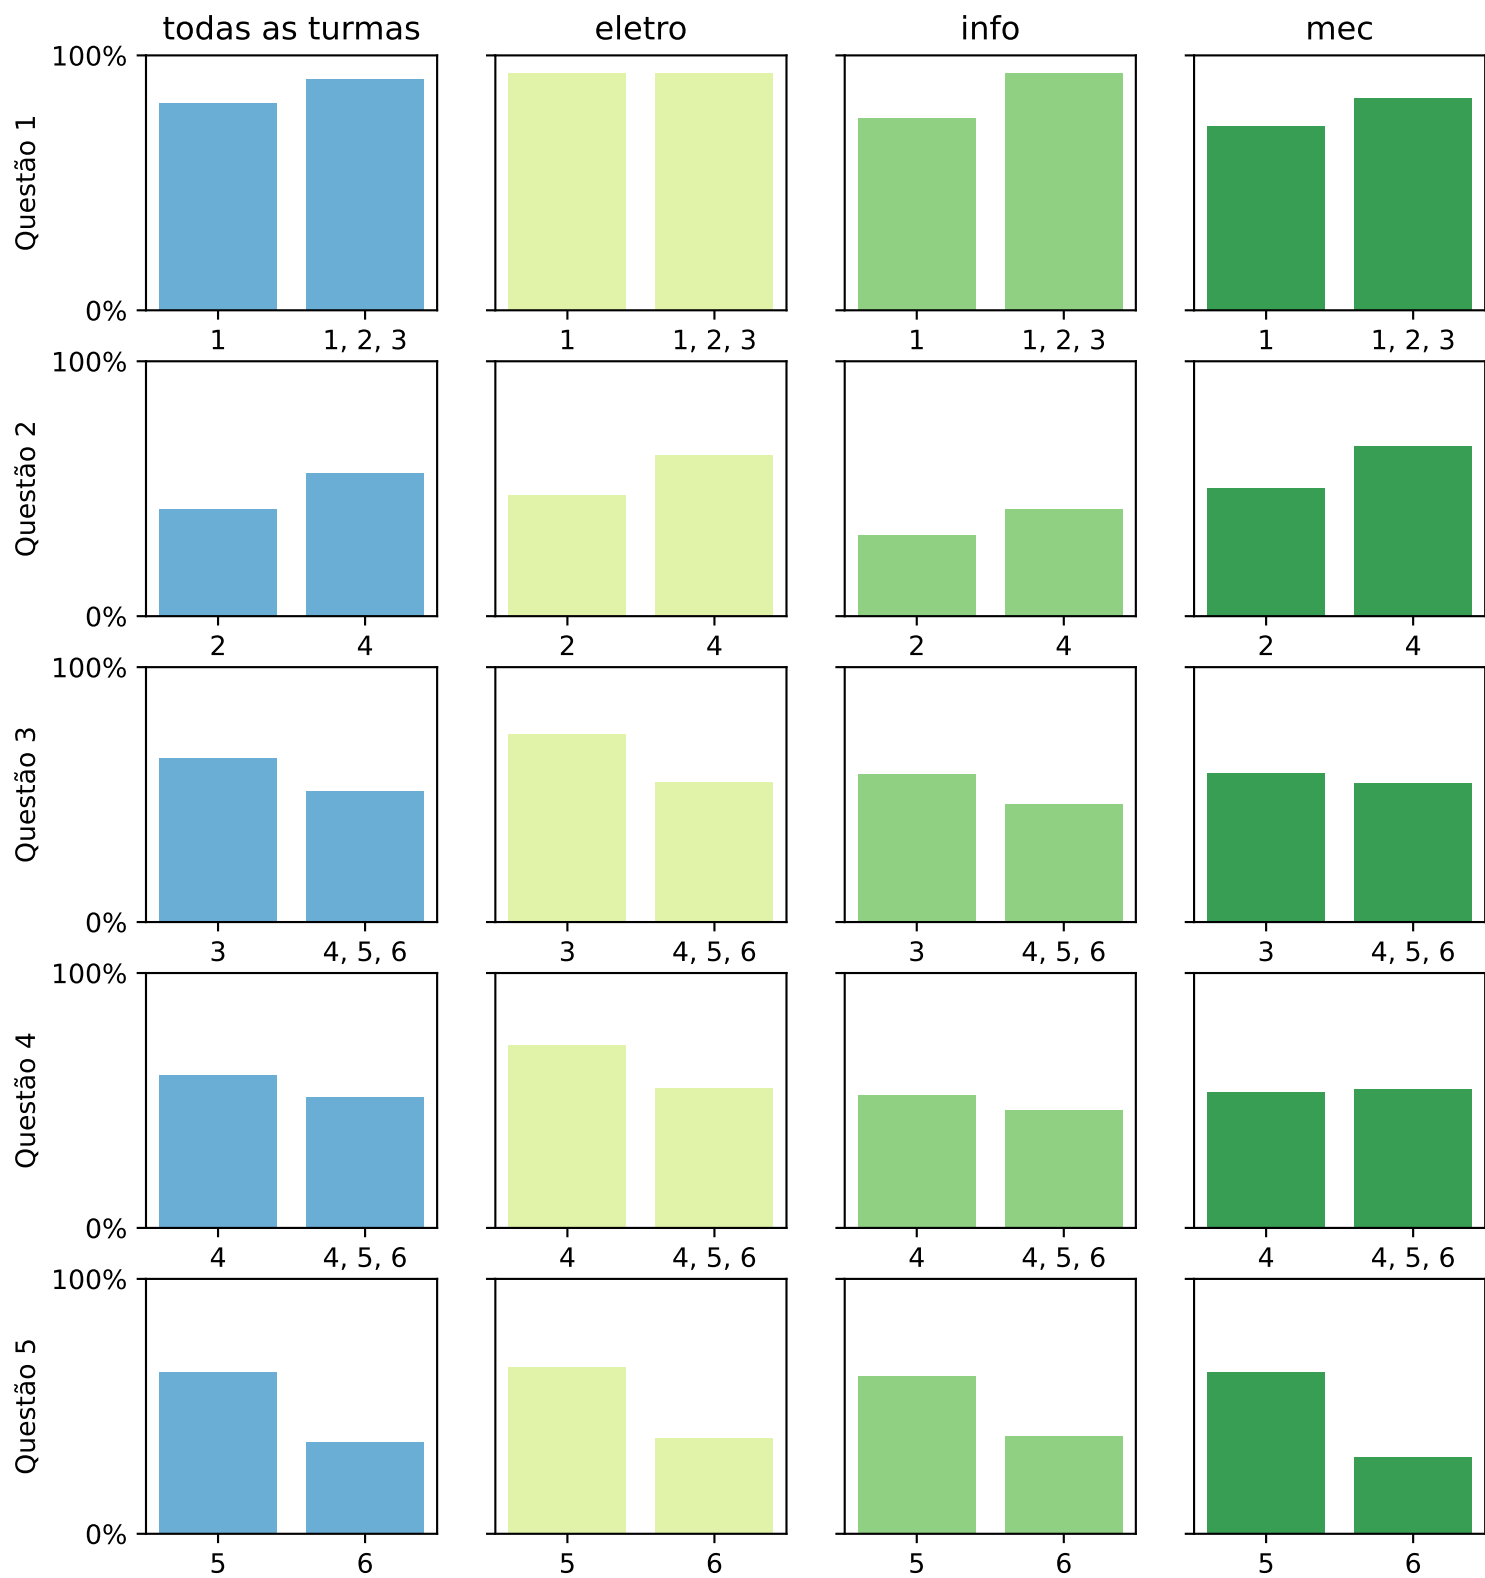 todas as turmas eletro info mec
100%
Questão 1
0%
1 1, 2, 3 1 1, 2, 3 1 1, 2, 3 1 1, 2, 3
100%
Questão 2
0%
2 4 2 4 2 4 2 4
100%
Questão 3
0%
3 4, 5, 6 3 4, 5, 6 3 4, 5, 6 3 4, 5, 6
100%
Questão 4
0%
4 4, 5, 6 4 4, 5, 6 4 4, 5, 6 4 4, 5, 6
100%
Questão 5
0%
5 6 5 6 5 6 5 6